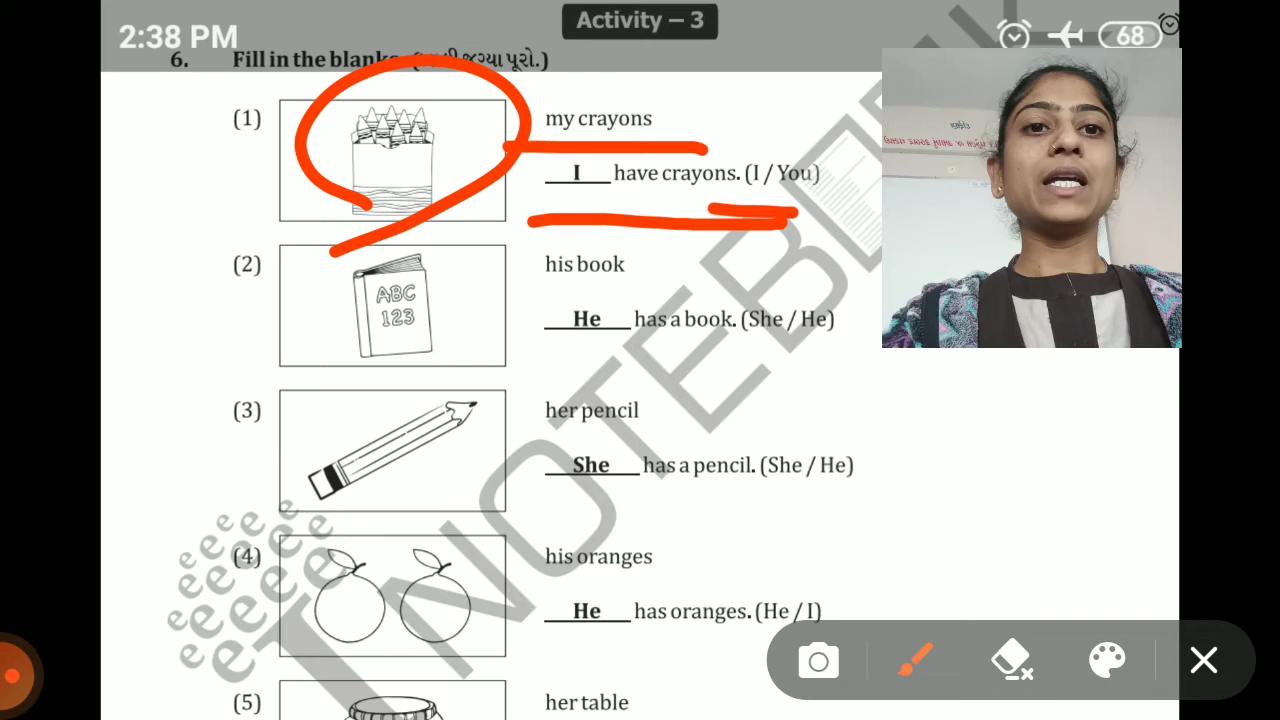 Activity – 3
2:38 PM
68
6. Fill in the blanks. પૂરો.)
(1) my crayons
I have crayons. (I / You)
(2) his book
ABC
123
He has a book. (She / He)
(3) her pencil
She has a pencil. (She / He)
(4) his oranges
He has oranges. (He / I)
(5) her table